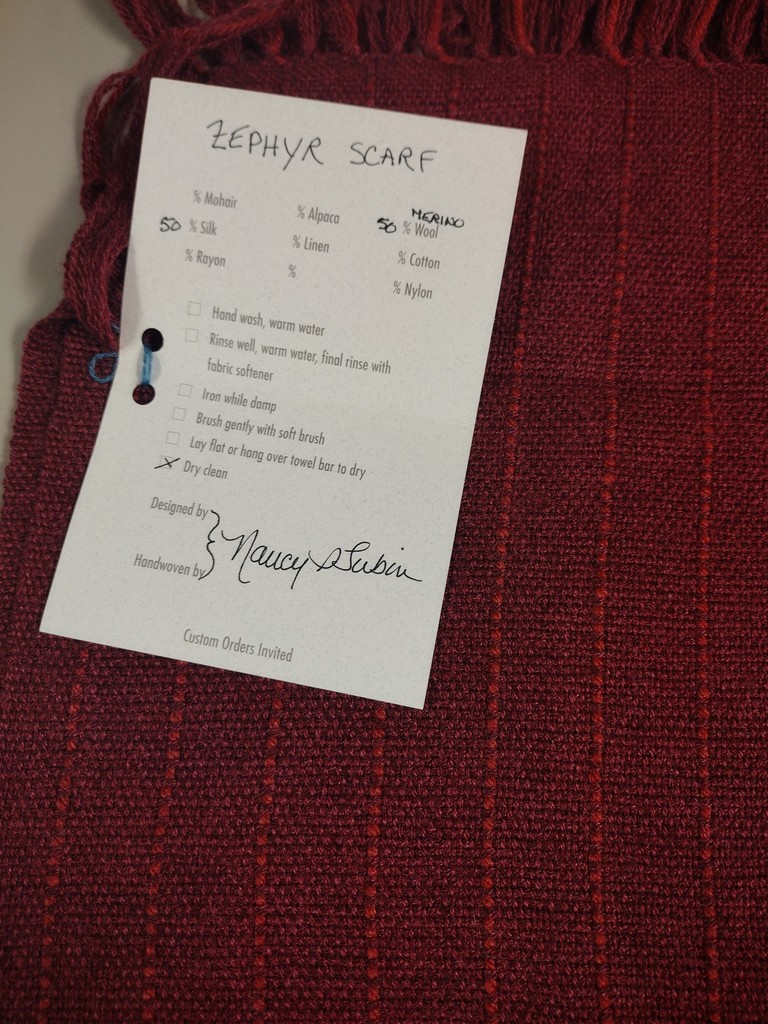 ZEPHYR SCARF
% Mohair % Alpaca MERINO
50 % Silk % Linen 50 % Wool
% Rayon % % Cotton
% Nylon
Hand wash, warm water
Rinse well, warm water, final rinse with
fabric softener
Iron while damp
Brush gently with soft brush
Lay flat or hang over towel bar to dry
X Dry clean
Designed by
Handwoven by } Nancy
Custom Orders Invited